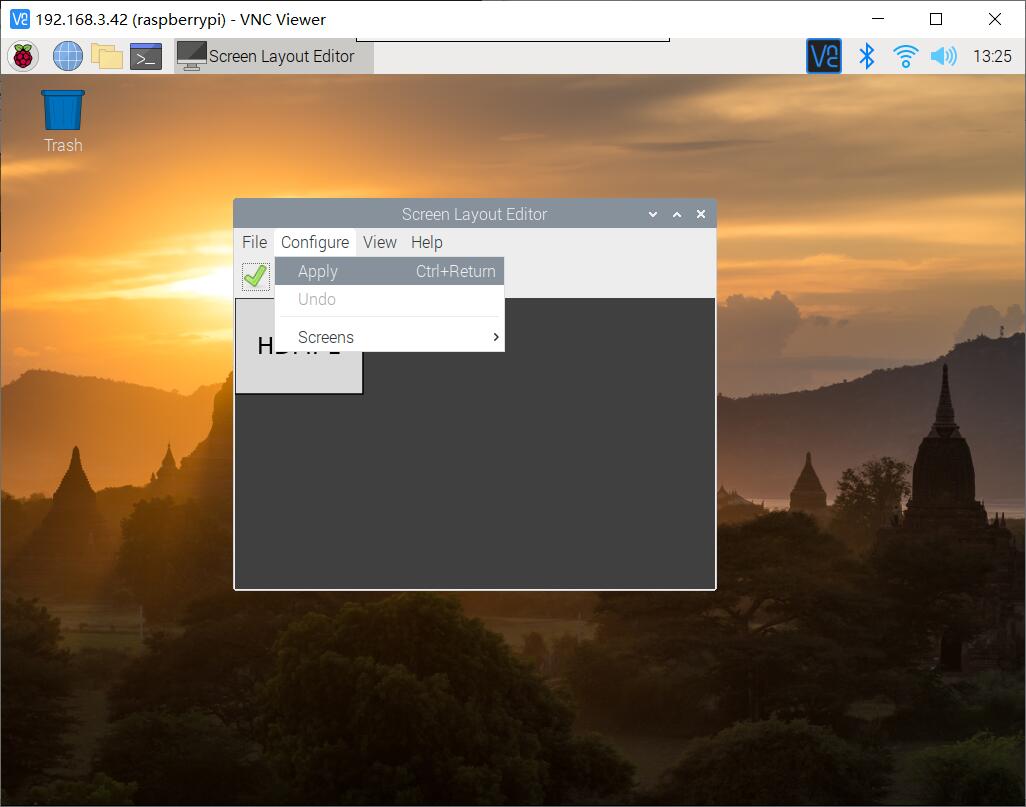 192.168.3.42 (raspberrypi) - VNC Viewer
Screen Layout Editor
13:25
Trash
Screen Layout Editor
File Configure View Help
Apply Ctrl+Return
Undo
Screens